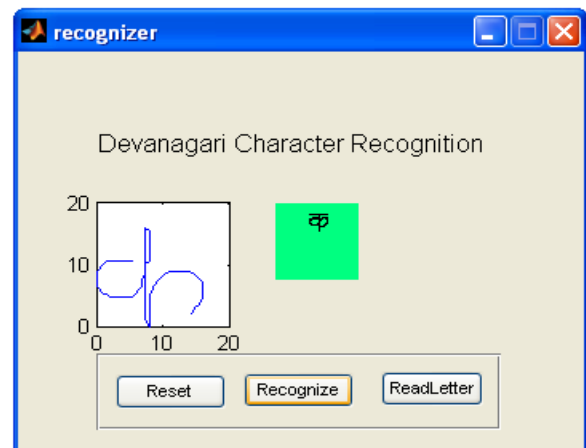 recognizer
Devanagari Character Recognition
20
10
0
0 10 20
क
Reset Recognize ReadLetter